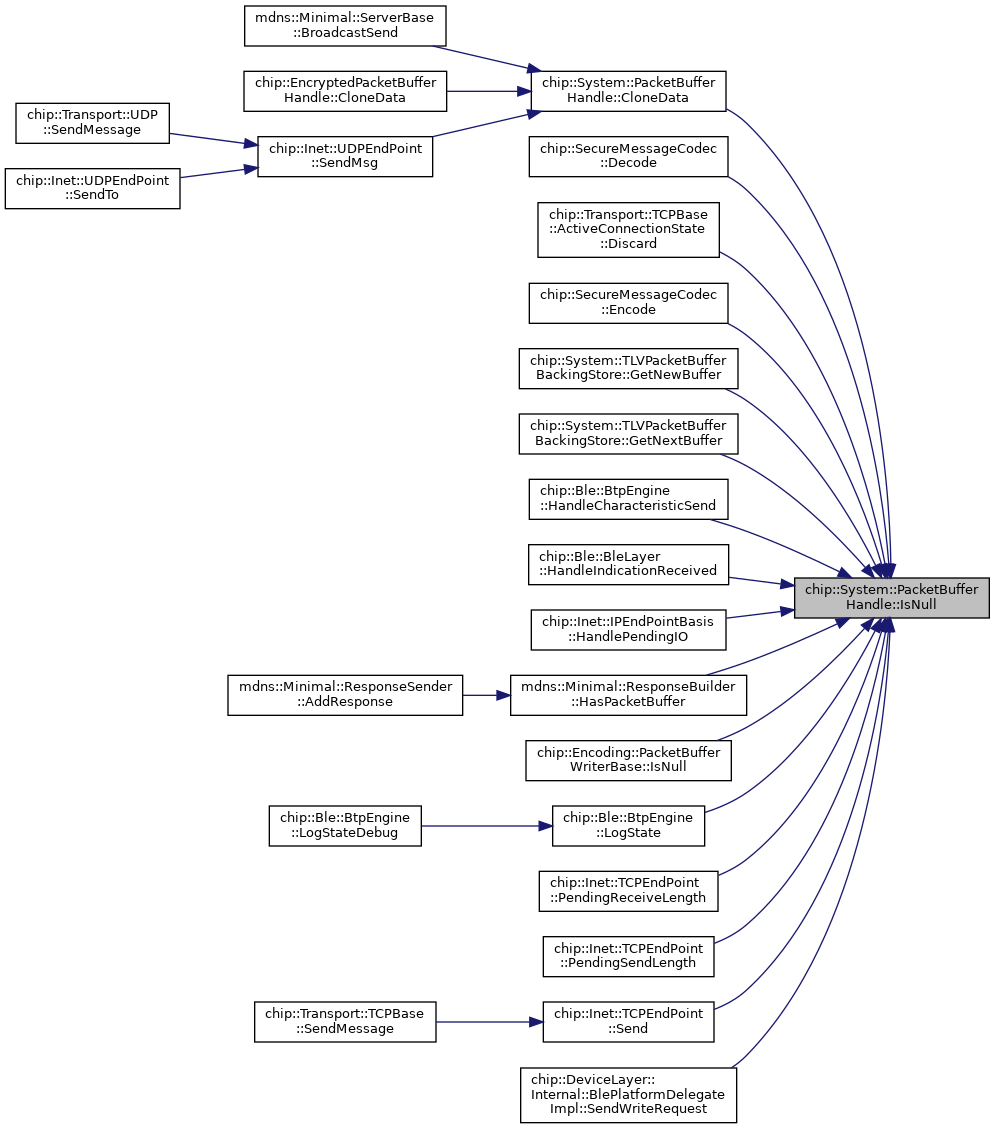 mdns::Minimal::ServerBase
::BroadcastSend
chip::EncryptedPacketBuffer
Handle::CloneData
chip::System::PacketBuffer
Handle::CloneData
chip::Transport::UDP
::SendMessage
chip::Inet::UDPEndPoint
::SendMsg
chip::Inet::UDPEndPoint
::SendTo
chip::SecureMessageCodec
::Decode
chip::Transport::TCPBase
::ActiveConnectionState
::Discard
chip::SecureMessageCodec
::Encode
chip::System::TLVPacketBuffer
BackingStore::GetNewBuffer
chip::System::TLVPacketBuffer
BackingStore::GetNextBuffer
chip::Ble::BtpEngine
::HandleCharacteristicSend
chip::Ble::BleLayer
::HandleIndicationReceived
chip::System::PacketBuffer
Handle::IsNull
chip::Inet::IPEndPointBasis
::HandlePendingIO
mdns::Minimal::ResponseSender
::AddResponse
mdns::Minimal::ResponseBuilder
::HasPacketBuffer
chip::Encoding::PacketBuffer
WriterBase::IsNull
chip::Ble::BtpEngine
::LogStateDebug
chip::Ble::BtpEngine
::LogState
chip::Inet::TCPEndPoint
::PendingReceiveLength
chip::Inet::TCPEndPoint
::PendingSendLength
chip::Transport::TCPBase
::SendMessage
chip::Inet::TCPEndPoint
::Send
chip::DeviceLayer::
Internal::BlePlatformDelegate
Impl::SendWriteRequest